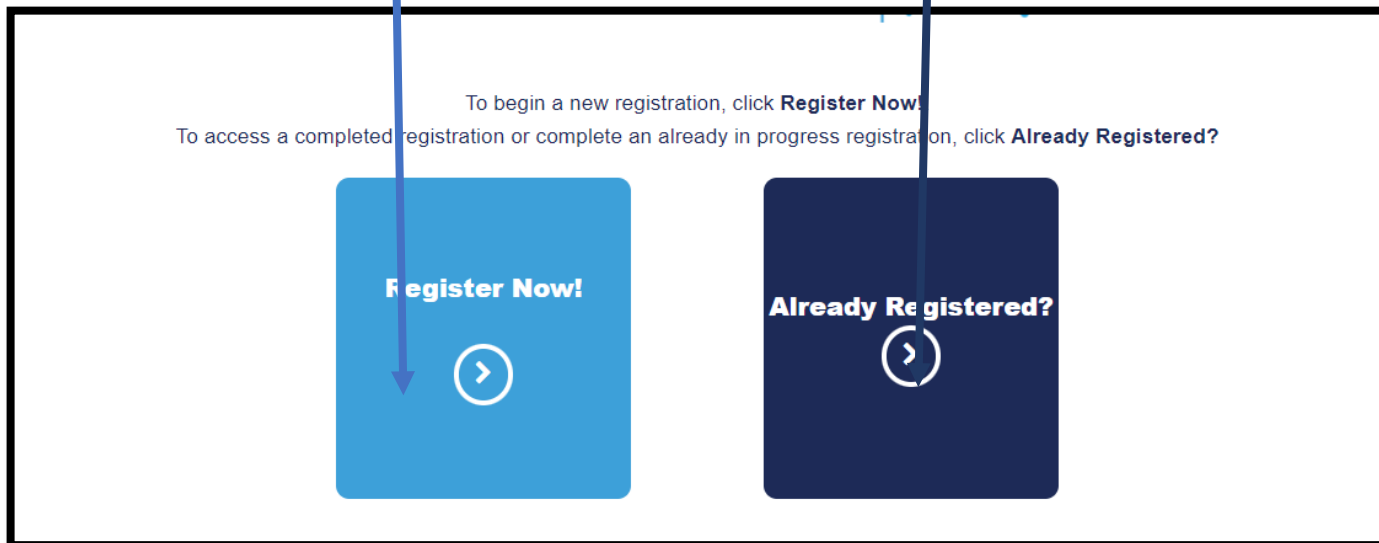 To begin a new registration, click Register Now!
To access a completed registration or complete an already in progress registration, click Already Registered?
Register Now!
Already Registered?